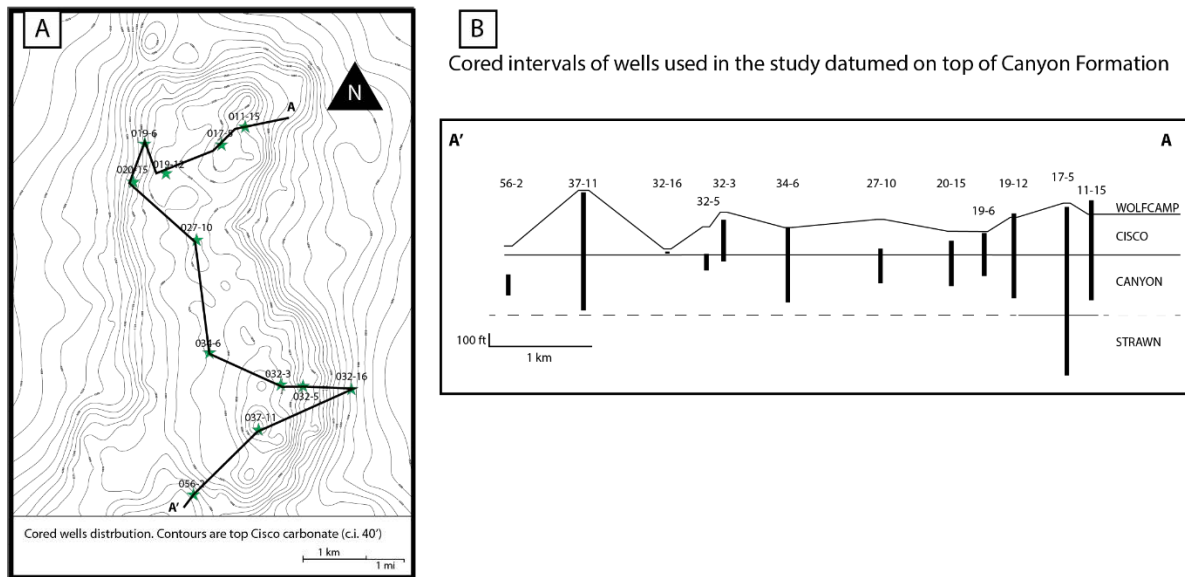 A
N
A
011-15
017-5
019-6
019-12
020-15
027-10
034-6
032-3
032-16
032-5
037-11
056-2
A'
Cored wells distrbution. Contours are top Cisco carbonate (c.i. 40')
1 km
1 mi
B
Cored intervals of wells used in the study datumed on top of Canyon Formation
A'
A
56-2
37-11
32-16
32-5
32-3
34-6
27-10
20-15
19-6
19-12
17-5
11-15
WOLFCAMP
CISCO
CANYON
STRAWN
100 ft
1 km